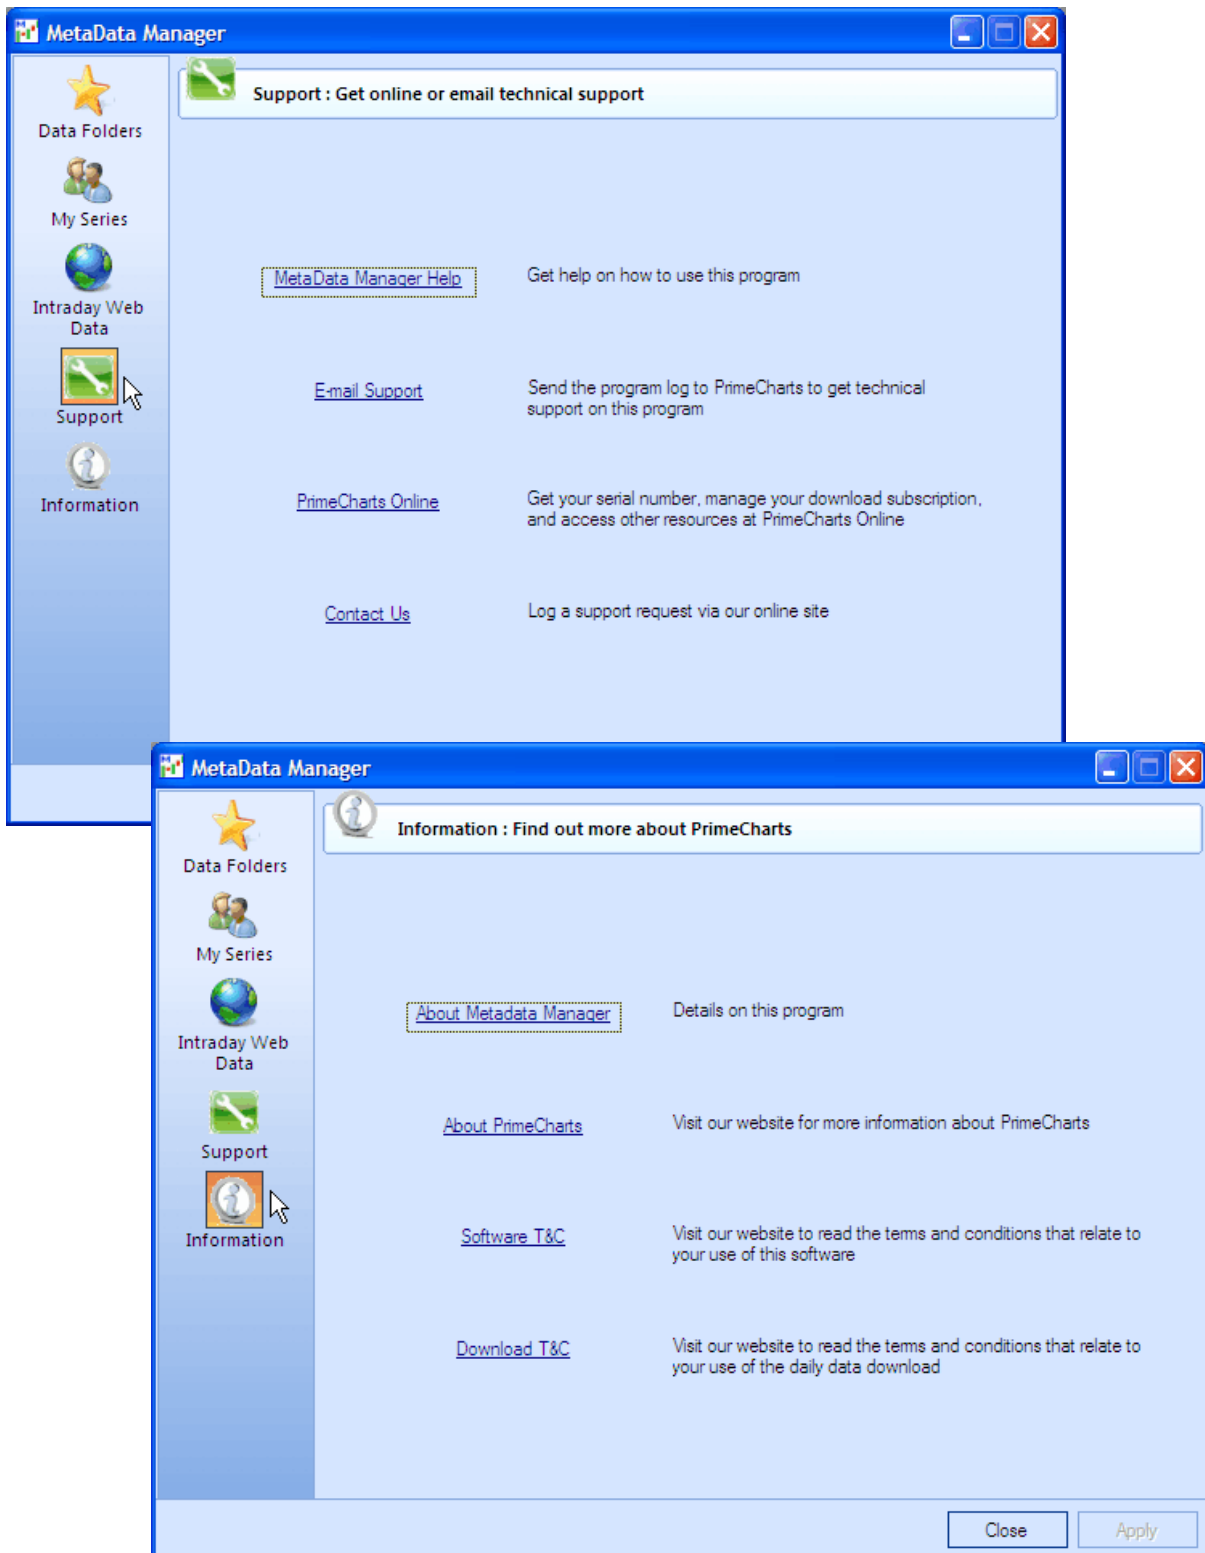 MetaData Manager
Support : Get online or email technical support
Data Folders
My Series
Intraday Web
Data
Support
Information
MetaData Manager Help
Get help on how to use this program
E-mail Support
Send the program log to PrimeCharts to get technical
support on this program
PrimeCharts Online
Get your serial number, manage your download subscription,
and access other resources at PrimeCharts Online
Contact Us
Log a support request via our online site
MetaData Manager
Information : Find out more about PrimeCharts
Data Folders
My Series
Intraday Web
Data
Support
Information
About Metadata Manager
Details on this program
About PrimeCharts
Visit our website for more information about PrimeCharts
Software T&C
Visit our website to read the terms and conditions that relate to
your use of this software
Download T&C
Visit our website to read the terms and conditions that relate to
your use of the daily data download
Close
Apply